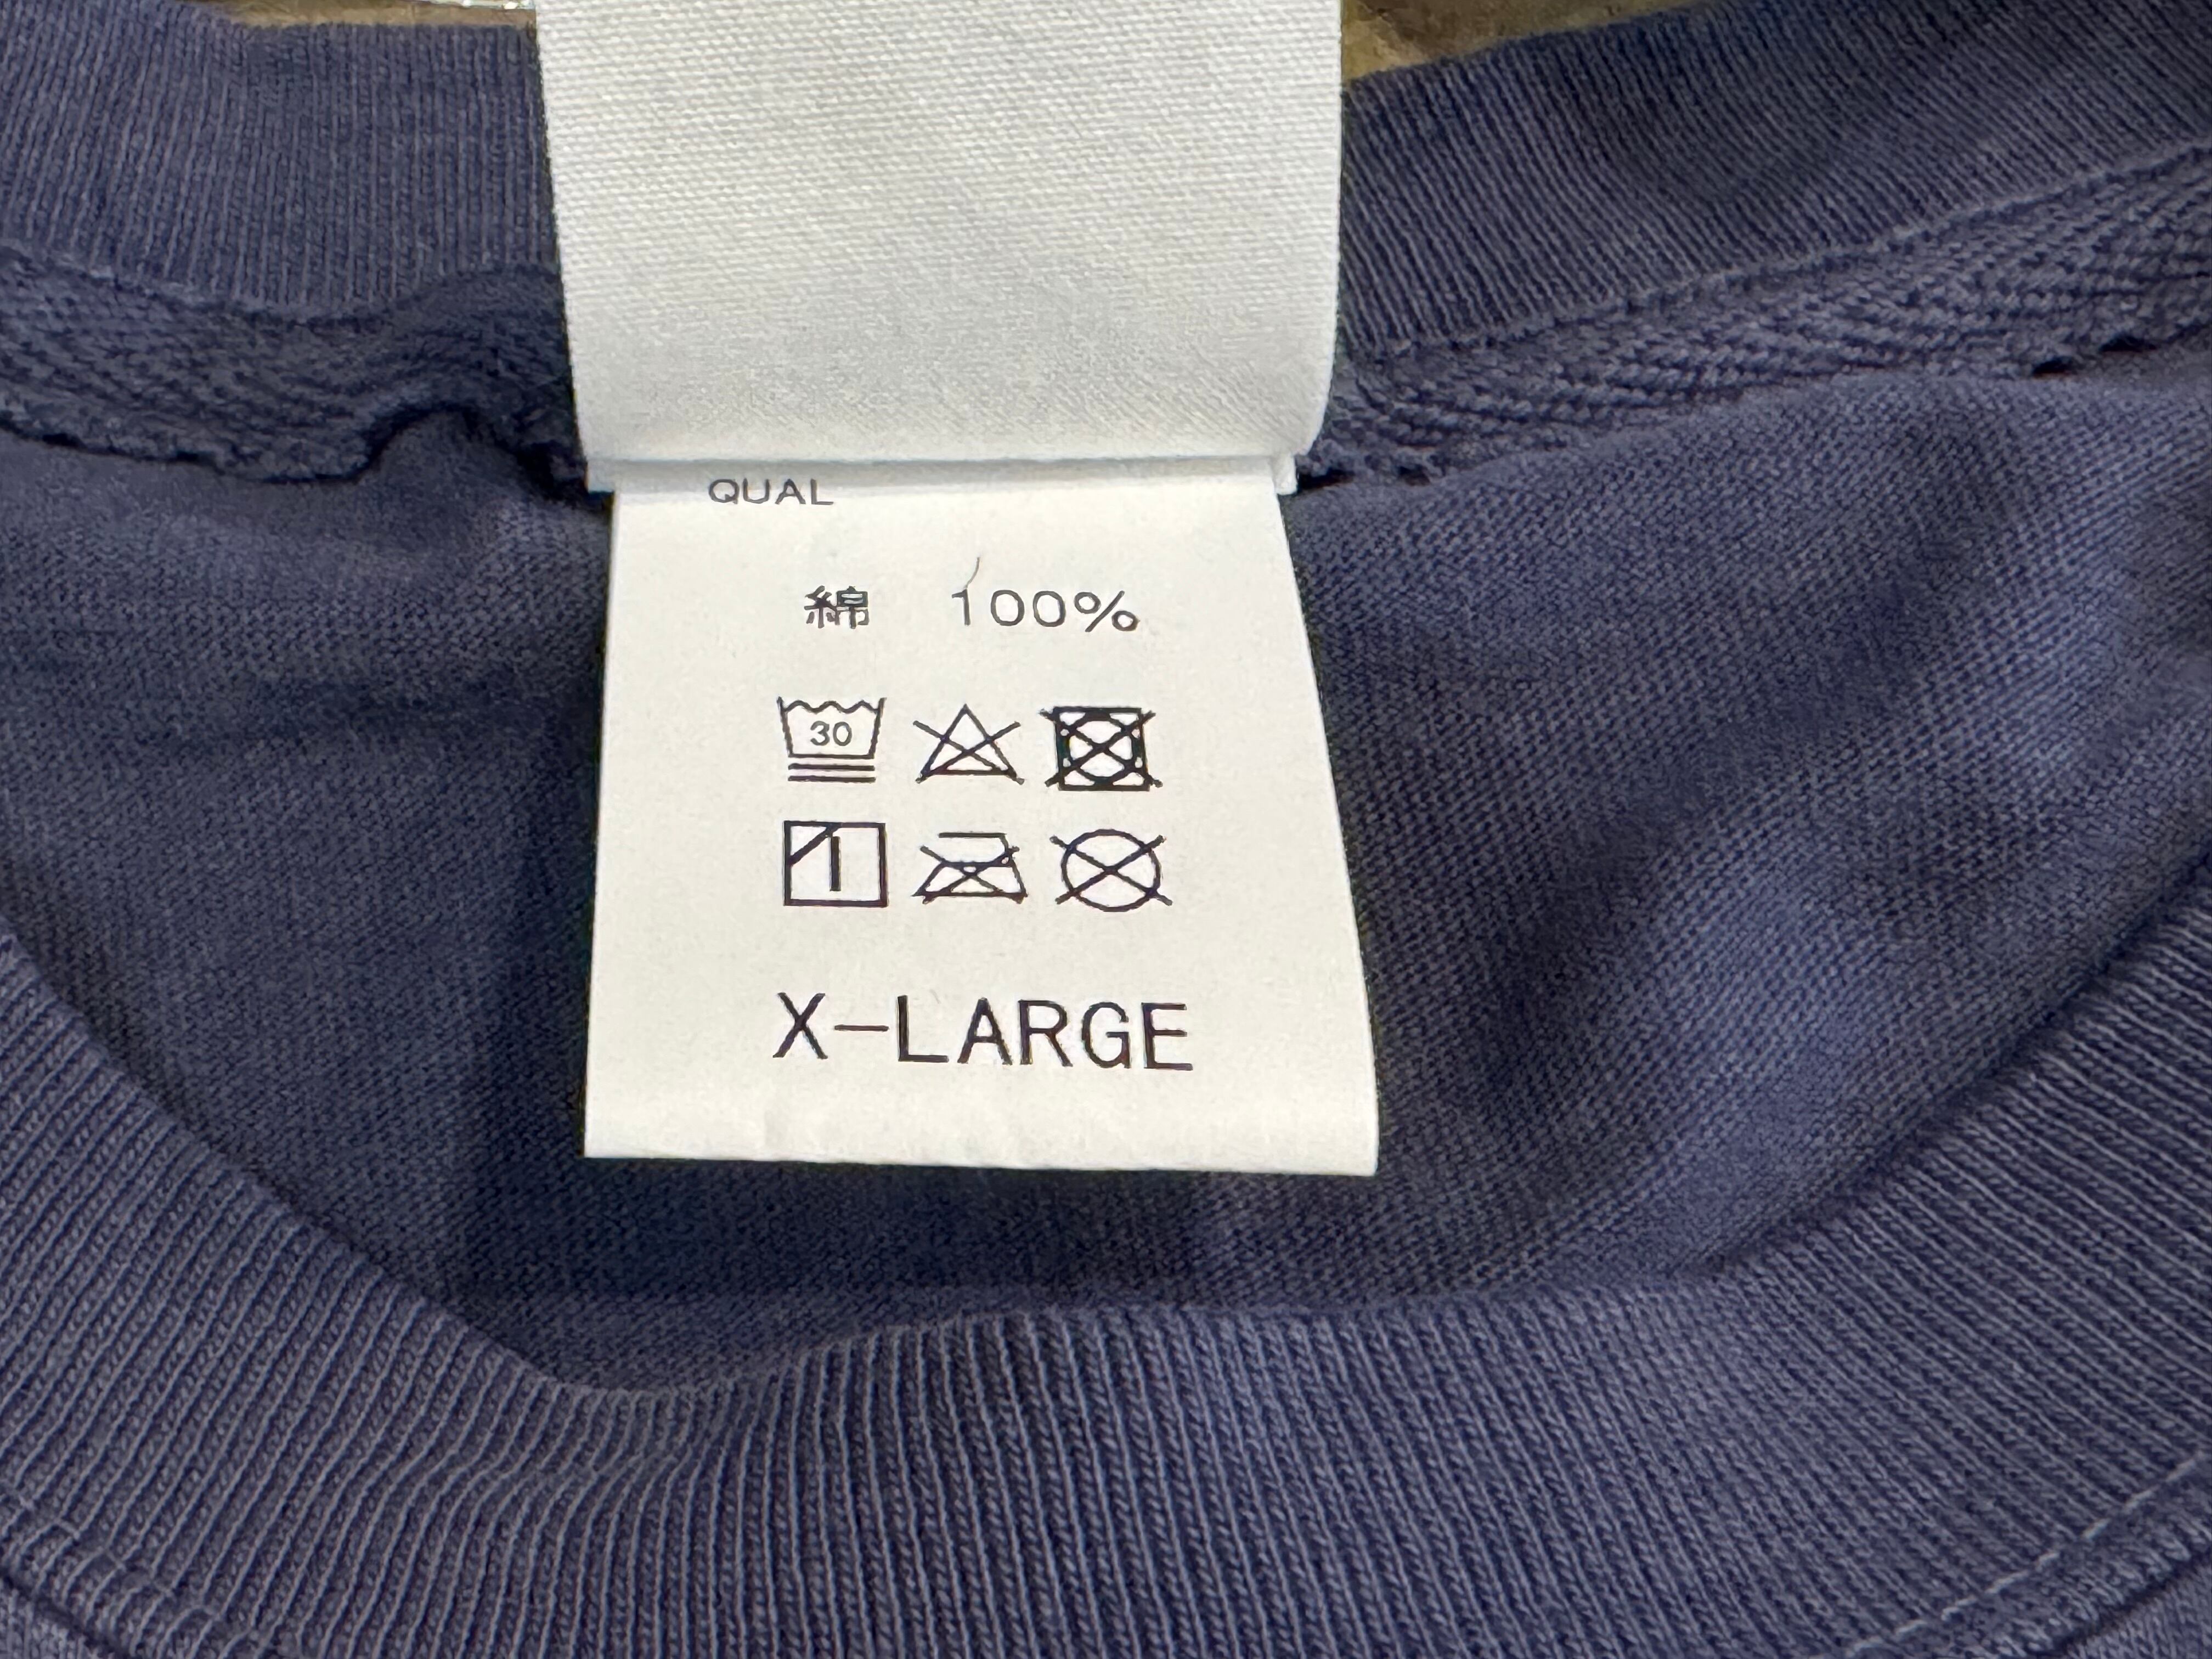 QUAL
綿 100%
30
X-LARGE